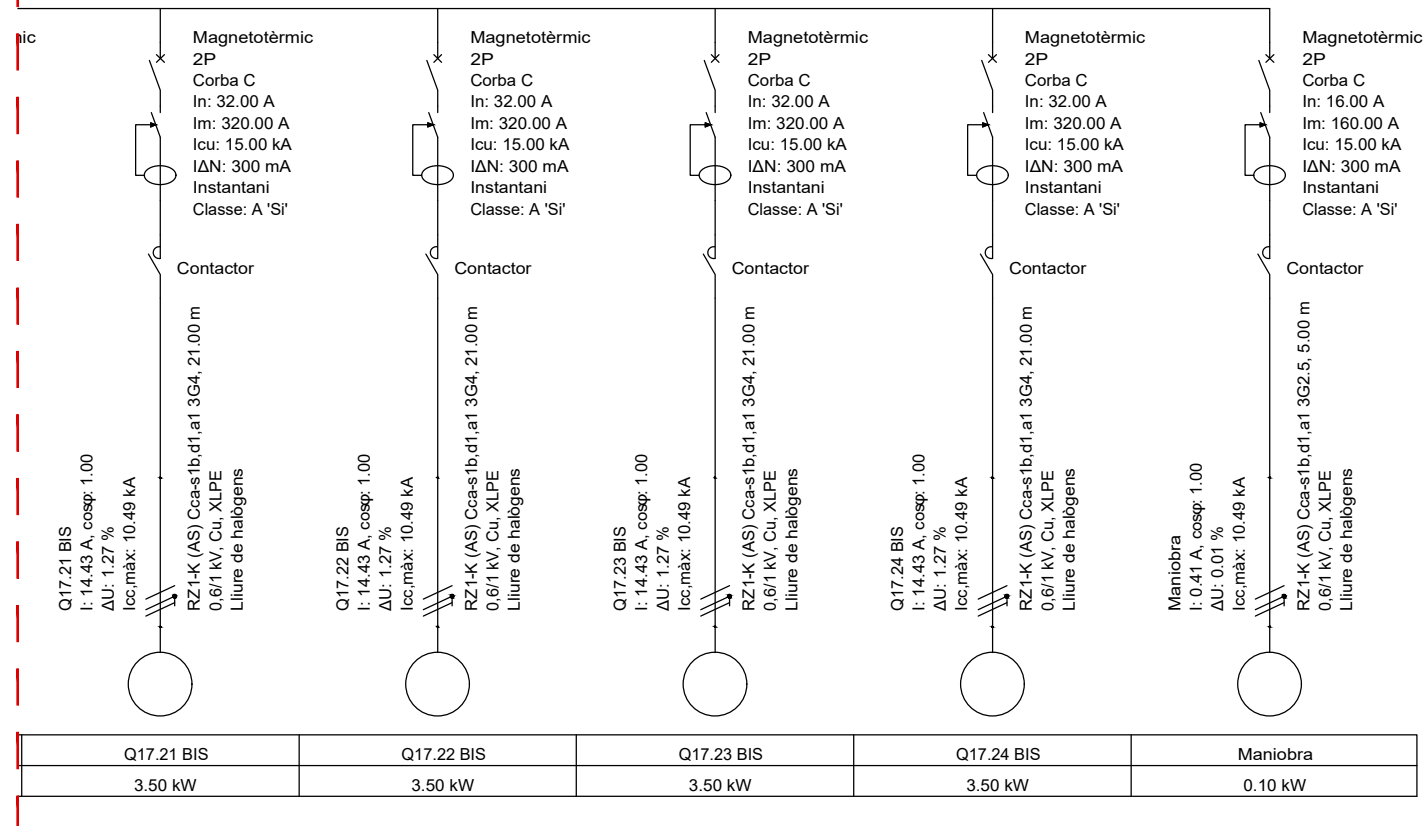 nic
Magnetotèrmic
2P
Corba C
In: 32.00 A
Im: 320.00 A
Icu: 15.00 kA
IΔN: 300 mA
Instantani
Classe: A 'Si'
Contactor
Q17.21 BIS
I: 14.43 A, cosφ: 1.00
ΔU: 1.27 %
Icc,màx: 10.49 kA
RZ1-K (AS) Cca-s1b,d1,a1 3G4, 21.00 m
0,6/1 kV, Cu, XLPE
Lliure de halògens
Magnetotèrmic
2P
Corba C
In: 32.00 A
Im: 320.00 A
Icu: 15.00 kA
IΔN: 300 mA
Instantani
Classe: A 'Si'
Contactor
Q17.22 BIS
I: 14.43 A, cosφ: 1.00
ΔU: 1.27 %
Icc,màx: 10.49 kA
RZ1-K (AS) Cca-s1b,d1,a1 3G4, 21.00 m
0,6/1 kV, Cu, XLPE
Lliure de halògens
Magnetotèrmic
2P
Corba C
In: 32.00 A
Im: 320.00 A
Icu: 15.00 kA
IΔN: 300 mA
Instantani
Classe: A 'Si'
Contactor
Q17.23 BIS
I: 14.43 A, cosφ: 1.00
ΔU: 1.27 %
Icc,màx: 10.49 kA
RZ1-K (AS) Cca-s1b,d1,a1 3G4, 21.00 m
0,6/1 kV, Cu, XLPE
Lliure de halògens
Magnetotèrmic
2P
Corba C
In: 32.00 A
Im: 320.00 A
Icu: 15.00 kA
IΔN: 300 mA
Instantani
Classe: A 'Si'
Contactor
Q17.24 BIS
I: 14.43 A, cosφ: 1.00
ΔU: 1.27 %
Icc,màx: 10.49 kA
RZ1-K (AS) Cca-s1b,d1,a1 3G4, 21.00 m
0,6/1 kV, Cu, XLPE
Lliure de halògens
Magnetotèrmic
2P
Corba C
In: 16.00 A
Im: 160.00 A
Icu: 15.00 kA
IΔN: 300 mA
Instantani
Classe: A 'Si'
Contactor
Maniobra
I: 0.41 A, cosφ: 1.00
ΔU: 0.01 %
Icc,màx: 10.49 kA
RZ1-K (AS) Cca-s1b,d1,a1 3G2.5, 5.00 m
0,6/1 kV, Cu, XLPE
Lliure de halògens
Q17.21 BIS Q17.22 BIS Q17.23 BIS Q17.24 BIS Maniobra
3.50 kW 3.50 kW 3.50 kW 3.50 kW 0.10 kW